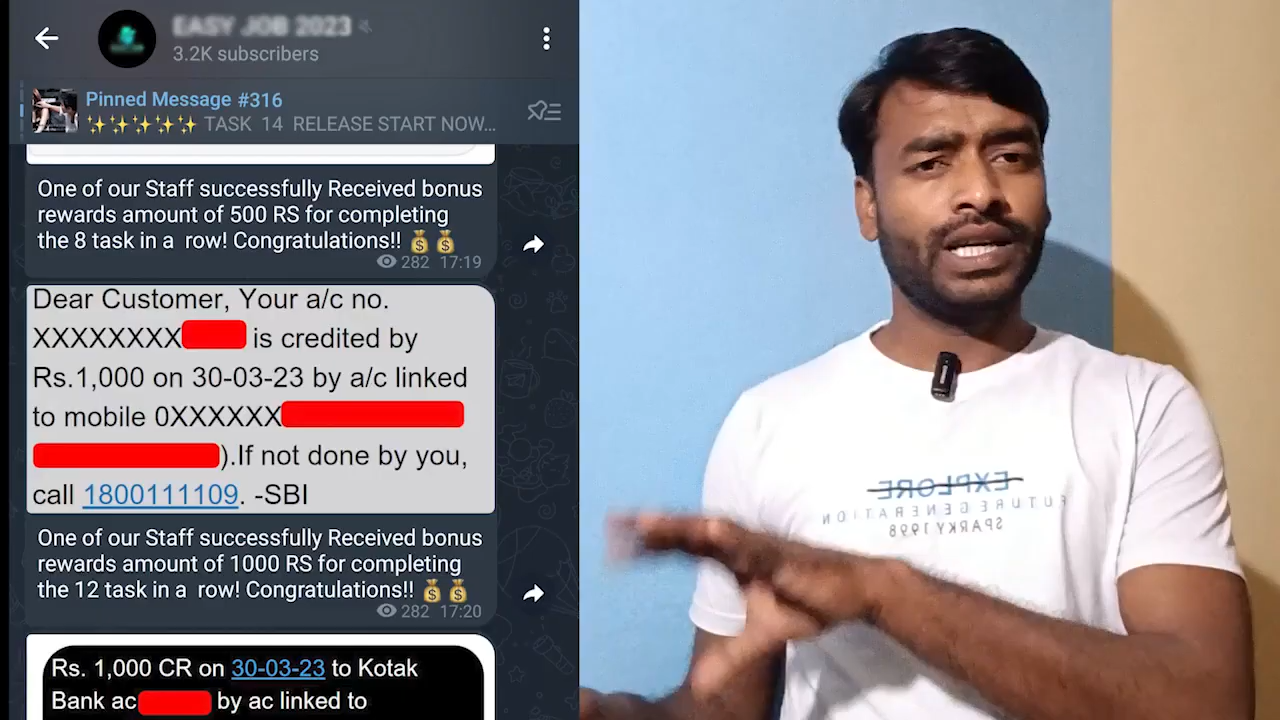 EASY JOB 2023
3.2K subscribers
Pinned Message #316
✨✨✨✨✨ TASK 14 RELEASE START NOW...
One of our Staff successfully Received bonus
rewards amount of 500 RS for completing
the 8 task in a row! Congratulations!! 💰💰
282 17:19
Dear Customer, Your a/c no.
XXXXXXXX is credited by
Rs.1,000 on 30-03-23 by a/c linked
to mobile 0XXXXXX
).If not done by you,
call 1800111109. -SBI
One of our Staff successfully Received bonus
rewards amount of 1000 RS for completing
the 12 task in a row! Congratulations!! 💰💰
282 17:20
Rs. 1,000 CR on 30-03-23 to Kotak
Bank ac by ac linked to
EXPLORE
FUTURE GENERATION
SPARKY1998